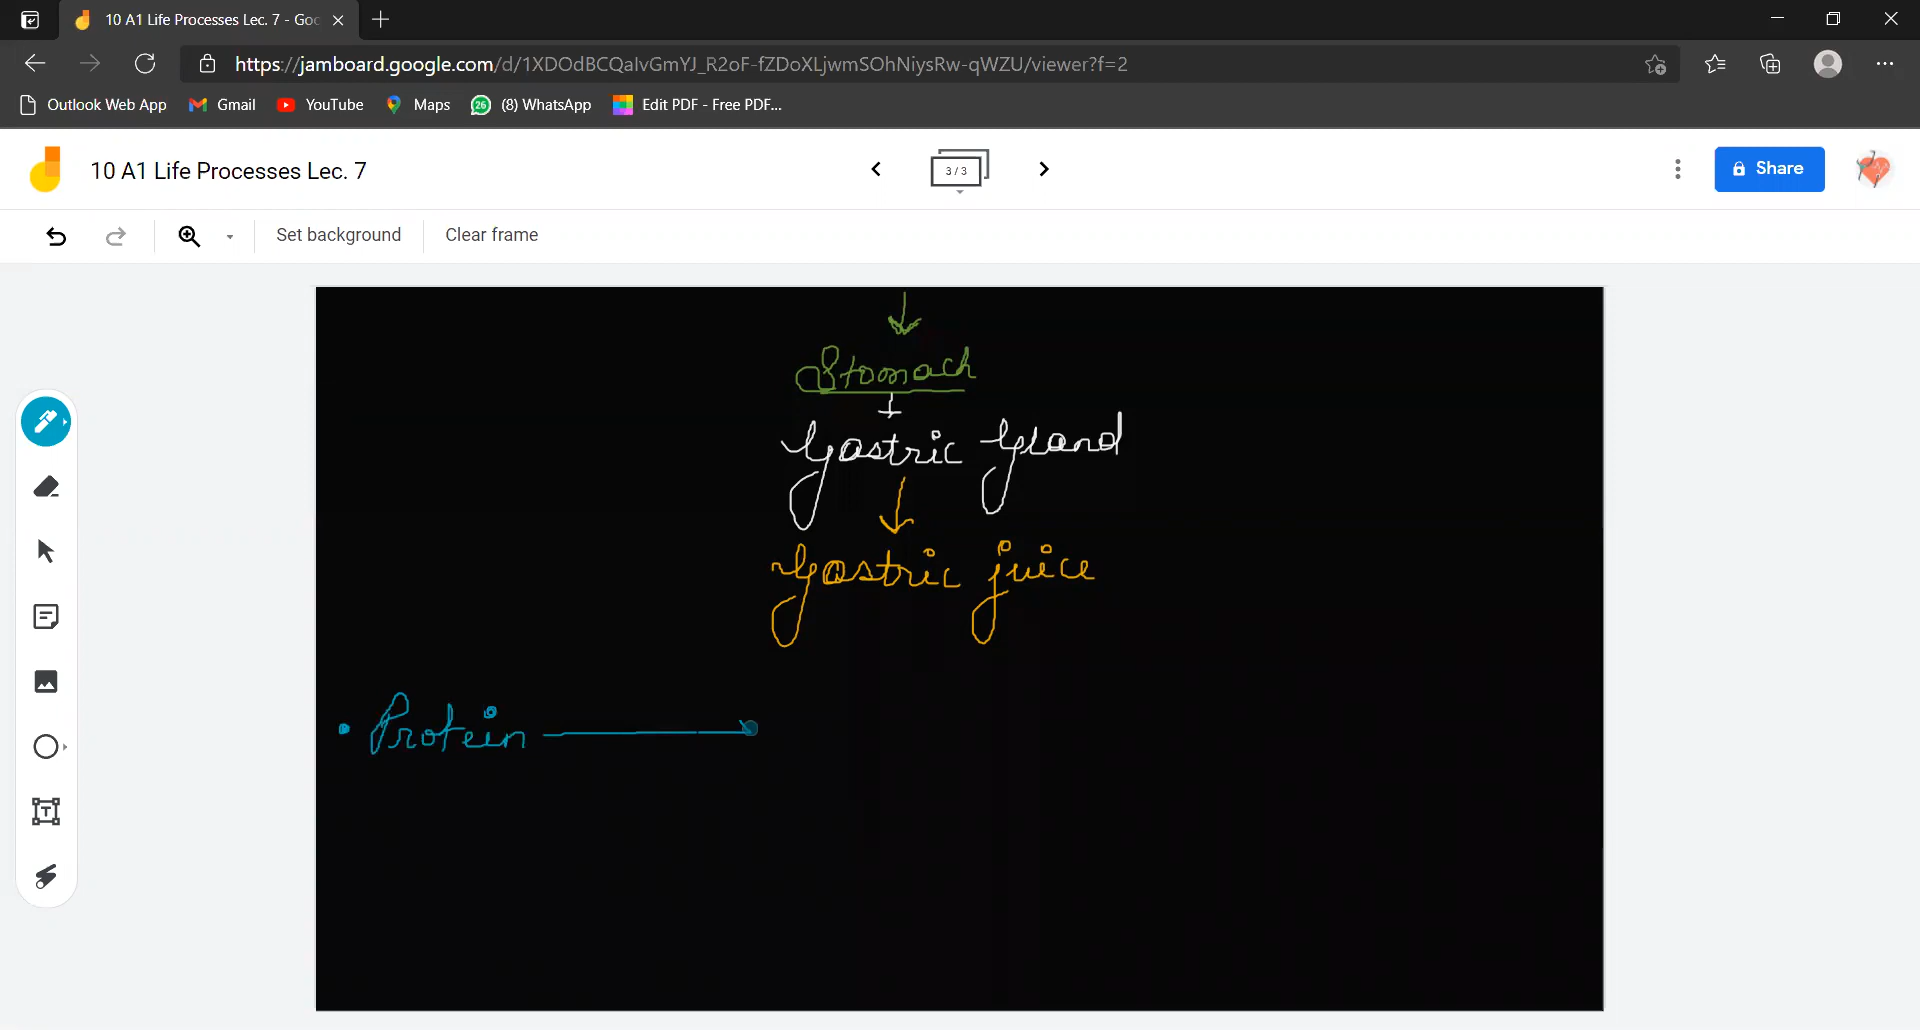 10 A1 Life Processes Lec. 7 - Goo
https://jamboard.google.com/d/1XDOdBCQaIvGmYJ_R2oF-fZDoXLjwmSOhNiysRw-qWZU/viewer?f=2
Outlook Web App Gmail YouTube Maps 26 (8) WhatsApp Edit PDF - Free PDF...
10 A1 Life Processes Lec. 7 3 / 3 Share
Set background Clear frame
Stomach
Gastric Gland
Gastric juice
• Protein